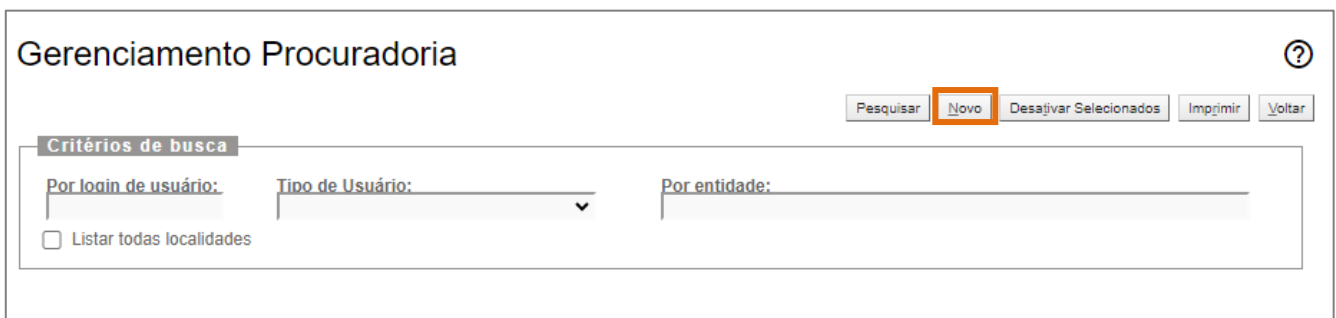 Gerenciamento Procuradoria
Pesquisar Novo Desativar Selecionados Imprimir Voltar
Critérios de busca
Por login de usuário: Tipo de Usuário: Por entidade:
Listar todas localidades